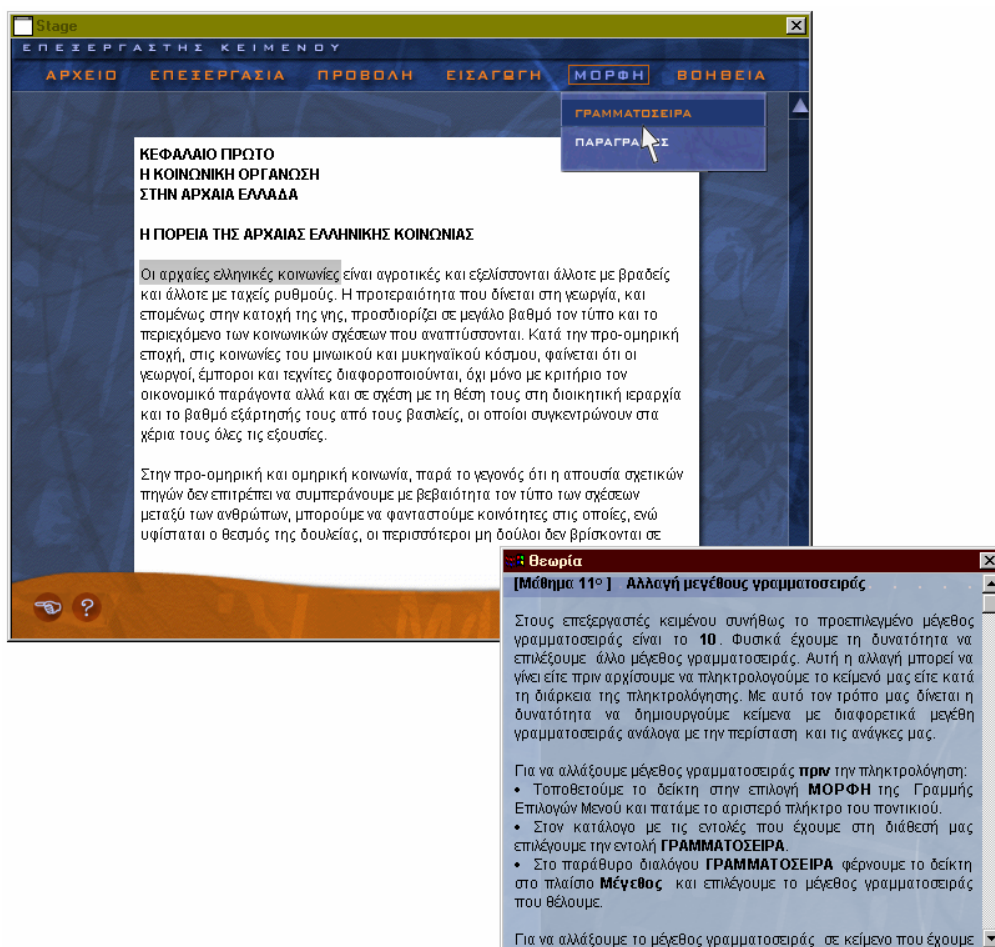 Stage
ΕΠΕΞΕΡΓΑΣΤΗΣ ΚΕΙΜΕΝΟΥ
ΑΡΧΕΙΟ ΕΠΕΞΕΡΓΑΣΙΑ ΠΡΟΒΟΛΗ ΕΙΣΑΓΩΓΗ ΜΟΡΦΗ ΒΟΗΘΕΙΑ
ΓΡΑΜΜΑΤΟΣΕΙΡΑ
ΚΕΦΑΛΑΙΟ ΠΡΩΤΟ
Η ΚΟΙΝΩΝΙΚΗ ΟΡΓΑΝΩΣΗ
ΣΤΗΝ ΑΡΧΑΙΑ ΕΛΛΑΔΑ
Η ΠΟΡΕΙΑ ΤΗΣ ΑΡΧΑΙΑΣ ΕΛΛΗΝΙΚΗΣ ΚΟΙΝΩΝΙΑΣ
Οι αρχαίες ελληνικές κοινωνίες είναι αγροτικές και εξελίσσονται άλλοτε με βραδείς
και άλλοτε με ταχείς ρυθμούς. Η προτεραιότητα που δίνεται στη γεωργία, και
επομένως στην κατοχή της γης, προσδιορίζει σε μεγάλο βαθμό τον τύπο και το
περιεχόμενο των κοινωνικών σχέσεων που αναπτύσσονται. Κατά την προ-ομηρική
εποχή, στις κοινωνίες του μινωικού και μυκηναϊκού κόσμου, φαίνεται ότι οι
γεωργοί, έμποροι και τεχνίτες διαφοροποιούνται, όχι μόνο με κριτήριο τον
οικονομικό παράγοντα αλλά και σε σχέση με τη θέση τους στη διοικητική ιεραρχία
και το βαθμό εξάρτησής τους από τους βασιλείς, οι οποίοι συγκεντρώνουν στα
χέρια τους όλες τις εξουσίες.
Στην προ-ομηρική και ομηρική κοινωνία, παρά το γεγονός ότι η απουσία σχετικών
πηγών δεν επιτρέπει να συμπεράνουμε με βεβαιότητα τον τύπο των σχέσεων
μεταξύ των ανθρώπων, μπορούμε να φανταστούμε κοινότητες στις οποίες, ενώ
υφίσταται ο θεσμός της δουλείας, οι περισσότεροι μη δούλοι δεν βρίσκονται σε
?
Θεωρία
[Μάθημα 11ο ] Αλλαγή μεγέθους γραμματοσειράς
Στους επεξεργαστές κειμένου συνήθως το προεπιλεγμένο μέγεθος
γραμματοσειράς είναι το 10. Φυσικά έχουμε τη δυνατότητα να
επιλέξουμε άλλο μέγεθος γραμματοσειράς. Αυτή η αλλαγή μπορεί να
γίνει είτε πριν αρχίσουμε να πληκτρολογούμε το κείμενό μας είτε κατά
τη διάρκεια της πληκτρολόγησης. Με αυτό τον τρόπο μας δίνεται η
δυνατότητα να δημιουργούμε κείμενα με διαφορετικά μεγέθη
γραμματοσειράς ανάλογα με την περίσταση και τις ανάγκες μας.
Για να αλλάξουμε μέγεθος γραμματοσειράς πριν την πληκτρολόγηση:
• Τοποθετούμε το δείκτη στην επιλογή ΜΟΡΦΗ της Γραμμής
Επιλογών Μενού και πατάμε το αριστερό πλήκτρο του ποντικιού.
• Στον κατάλογο με τις εντολές που έχουμε στη διάθεσή μας
επιλέγουμε την εντολή ΓΡΑΜΜΑΤΟΣΕΙΡΑ.
• Στο παράθυρο διαλόγου ΓΡΑΜΜΑΤΟΣΕΙΡΑ φέρνουμε το δείκτη
στο πλαίσιο Μέγεθος και επιλέγουμε το μέγεθος γραμματοσειράς
που θέλουμε.
Για να αλλάξουμε το μέγεθος γραμματοσειράς σε κείμενο που έχουμε